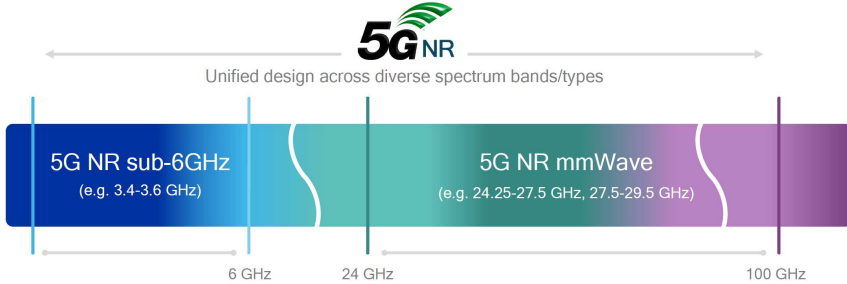 5G NR
Unified design across diverse spectrum bands/types
5G NR sub-6GHz
(e.g. 3.4-3.6 GHz)
5G NR mmWave
(e.g. 24.25-27.5 GHz, 27.5-29.5 GHz)
6 GHz
24 GHz
100 GHz